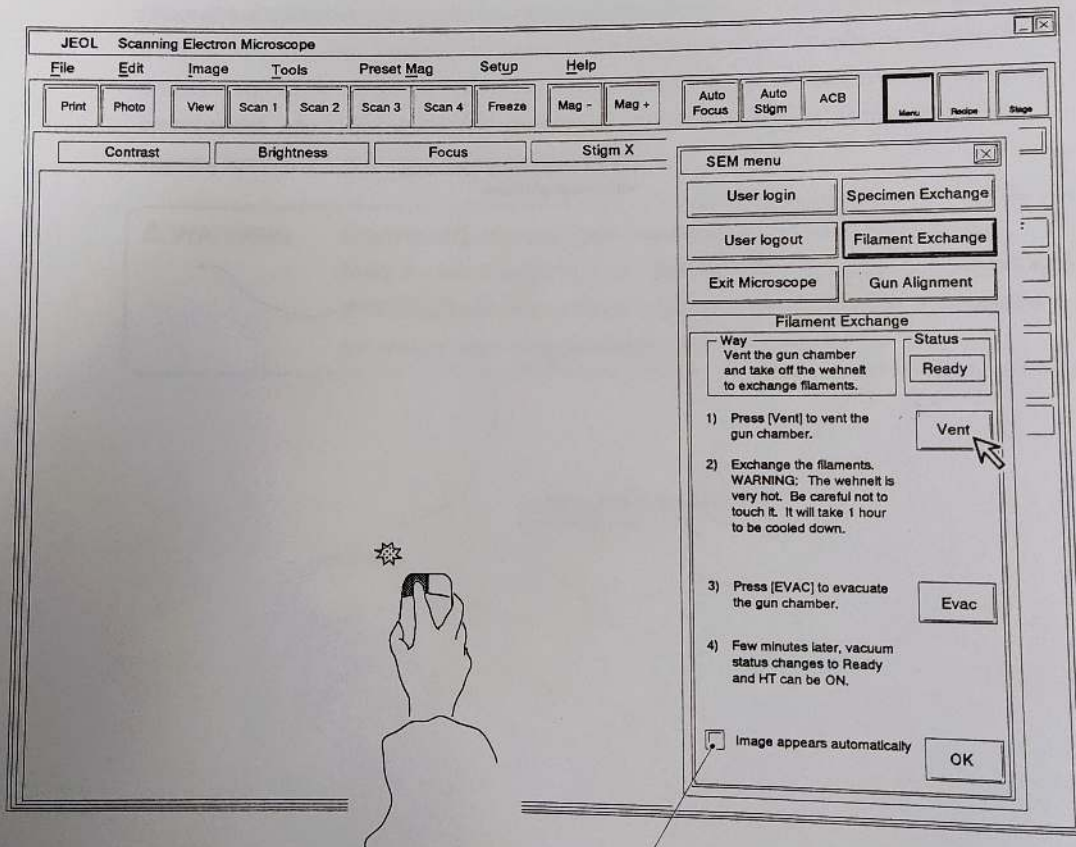 JEOL Scanning Electron Microscope
File Edit Image Tools Preset Mag Setup Help
Print Photo View Scan 1 Scan 2 Scan 3 Scan 4 Freeze Mag - Mag + Auto Focus Auto Stigm ACB Menu Recipe Stage
Contrast Brightness Focus Stigm X
SEM menu
User login Specimen Exchange
User logout Filament Exchange
Exit Microscope Gun Alignment
Filament Exchange
Way
Vent the gun chamber
and take off the wehnelt
to exchange filaments.
Status
Ready
1) Press [Vent] to vent the
gun chamber.
Vent
2) Exchange the filaments.
WARNING: The wehnelt is
very hot. Be careful not to
touch it. It will take 1 hour
to be cooled down.
3) Press [EVAC] to evacuate
the gun chamber.
Evac
4) Few minutes later, vacuum
status changes to Ready
and HT can be ON.
Image appears automatically
OK